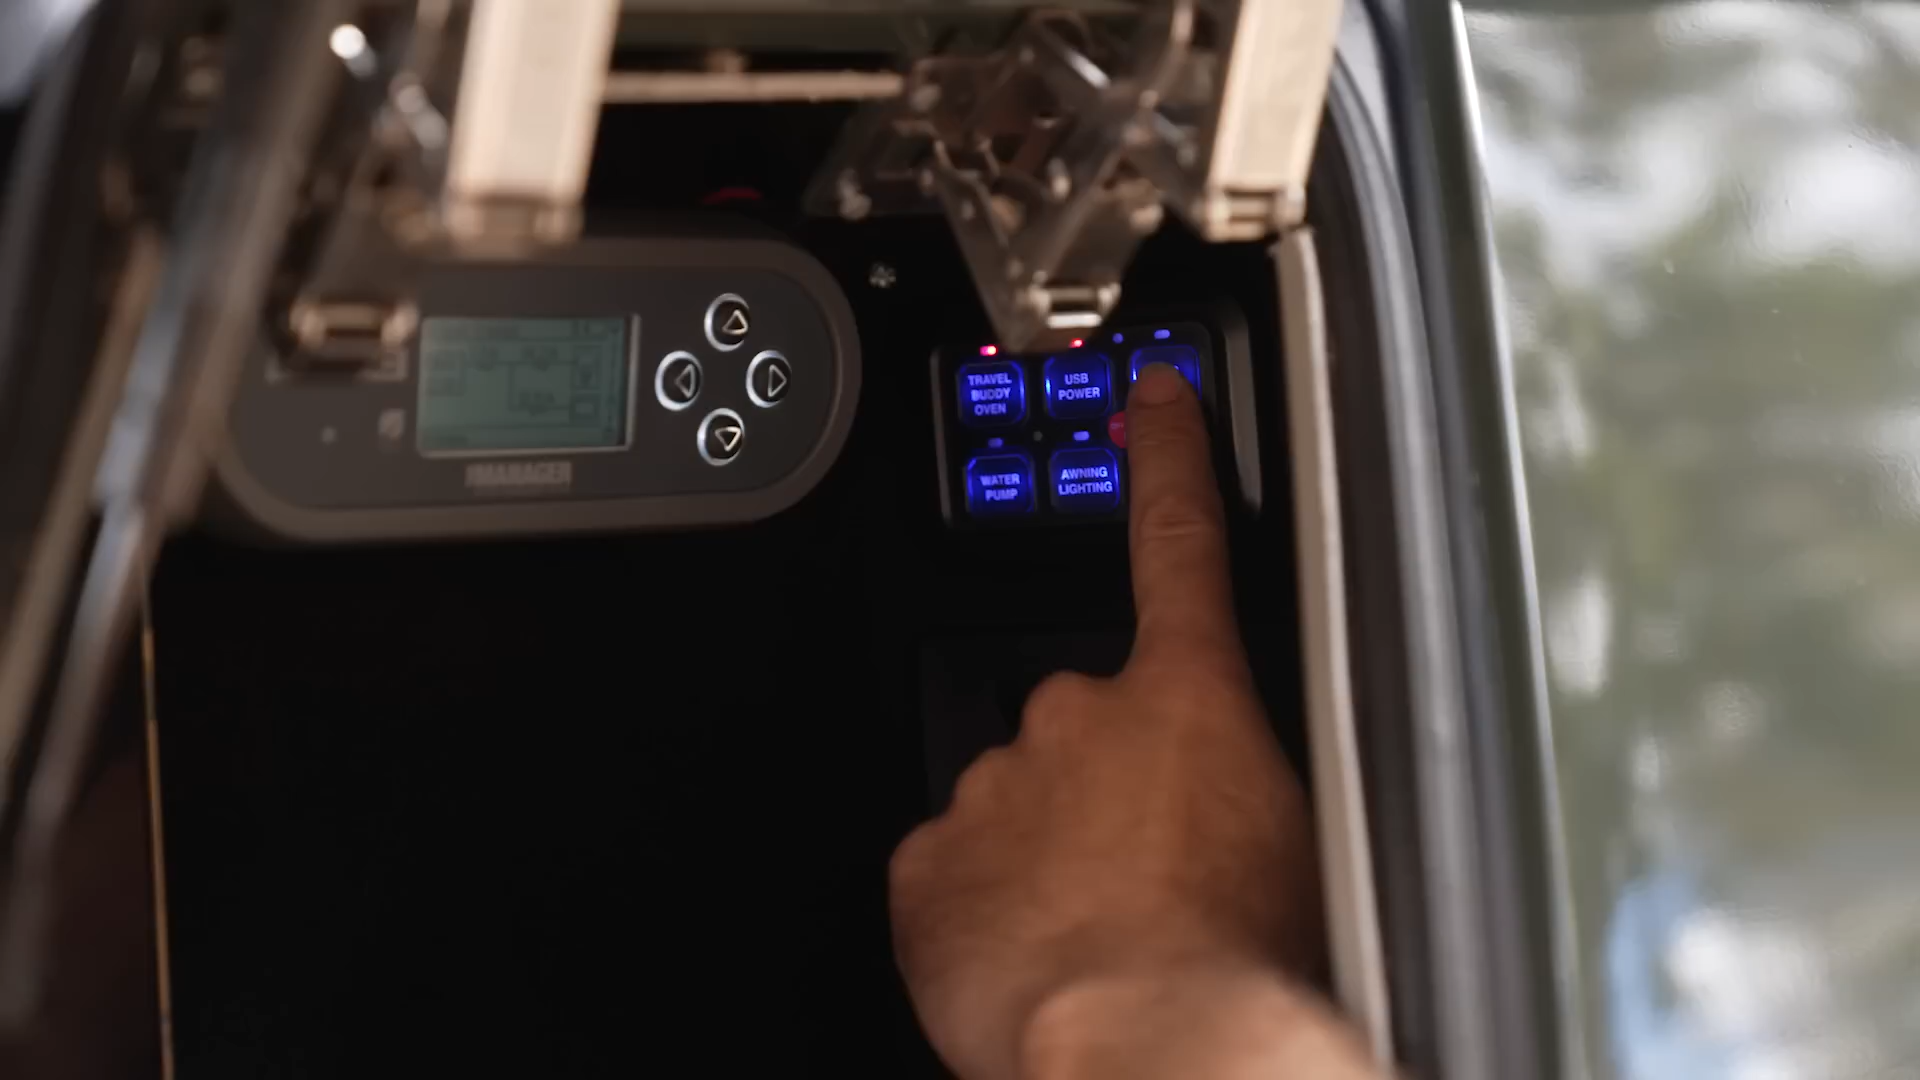 TRAVEL
BUDDY
OVEN
USB
POWER
WATER
PUMP
AWNING
LIGHTING
MANAGER